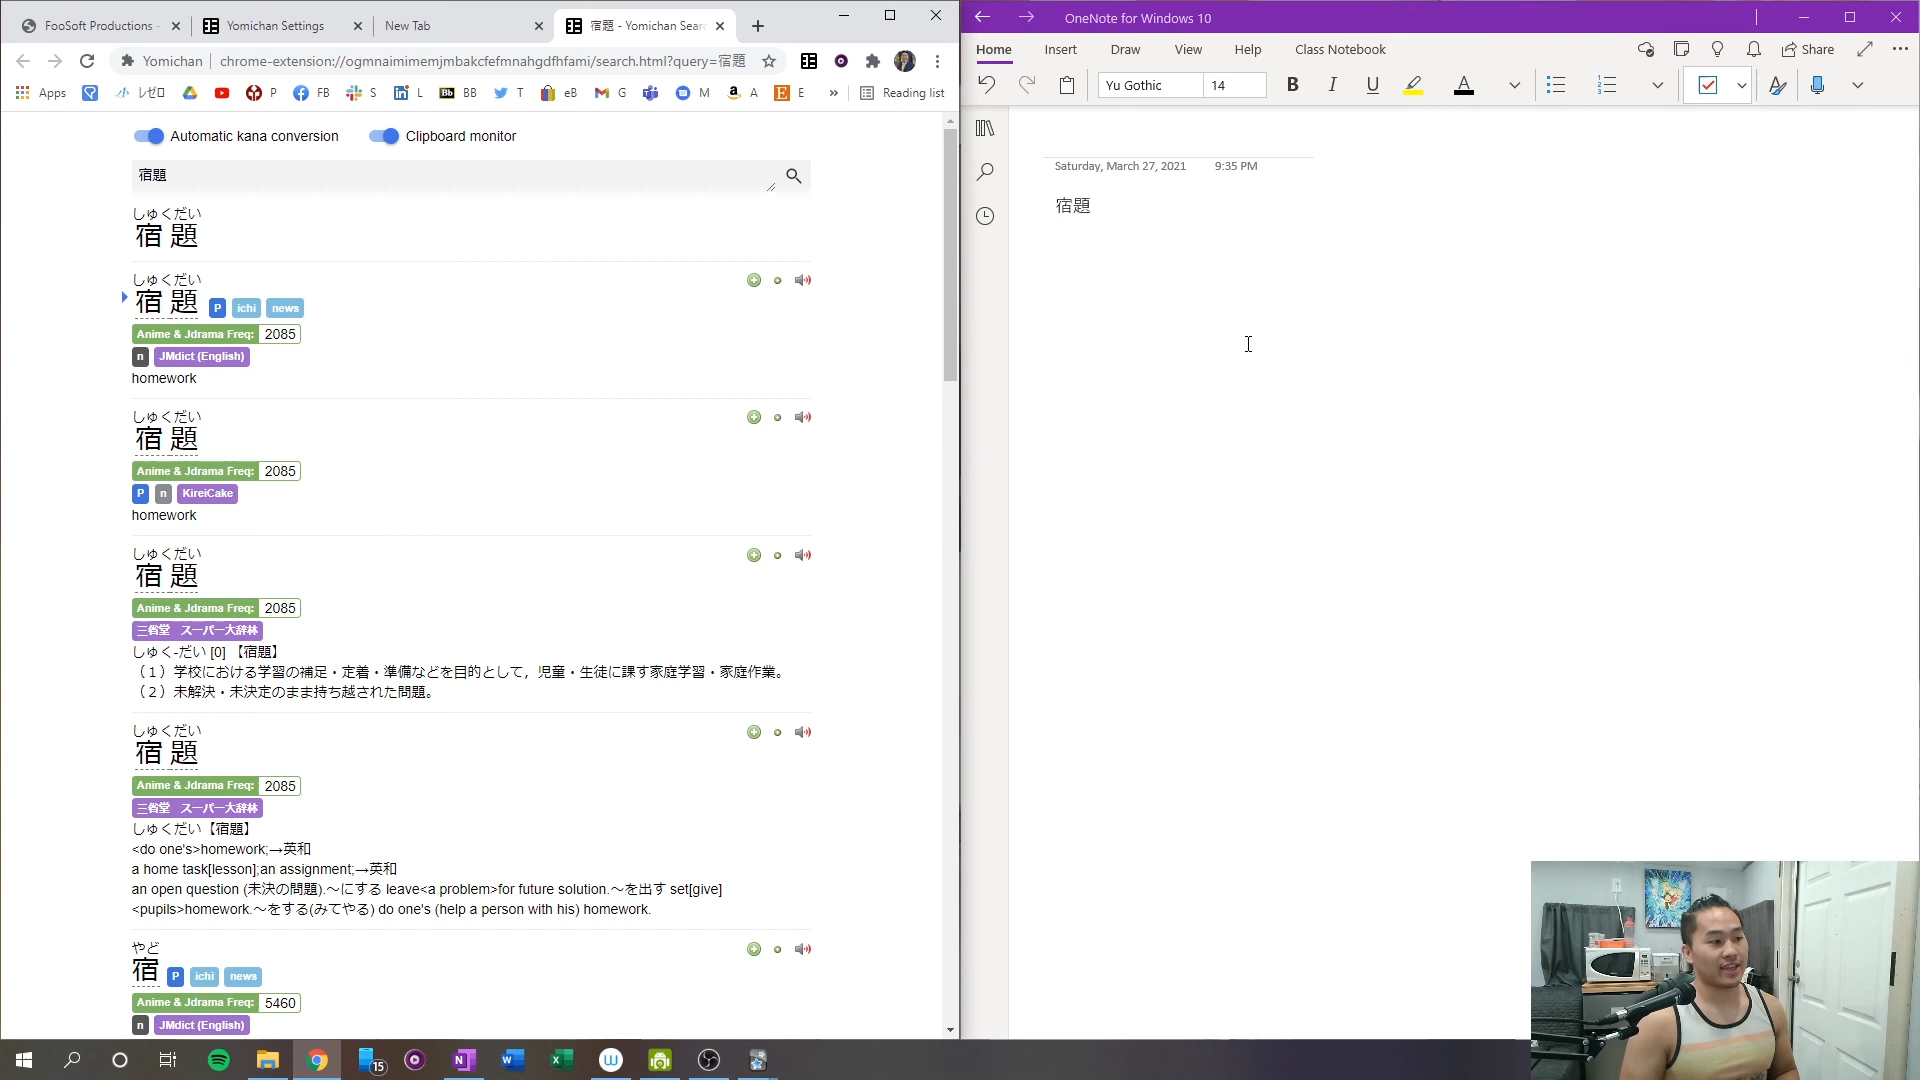 FooSoft Productions -
Yomichan Settings
New Tab
宿題 - Yomichan Sear
OneNote for Windows 10
Yomichan
chrome-extension://ogmnaimimemjmbakcfefmnahgdfhfami/search.html?query=宿題
Home Insert Draw View Help Class Notebook
Share
Apps レゼロ P FB S L BB T eB G M A E » Reading list
Yu Gothic 14 B I U A
Automatic kana conversion
Clipboard monitor
宿題
しゅくだい
宿題
しゅくだい
宿題 P ichi news
Anime & Jdrama Freq: 2085
n JMdict (English)
homework
しゅくだい
宿題
Anime & Jdrama Freq: 2085
P n KireiCake
homework
しゅくだい
宿題
Anime & Jdrama Freq: 2085
三省堂 スーパー大辞林
しゅく-だい [0] 【宿題】
（１）学校における学習の補足・定着・準備などを目的として，児童・生徒に課す家庭学習・家庭作業。
（２）未解決・未決定のまま持ち越された問題。
しゅくだい
宿題
Anime & Jdrama Freq: 2085
三省堂 スーパー大辞林
しゅくだい【宿題】
<do one's>homework;→英和
a home task[lesson];an assignment;→英和
an open question (未決の問題).〜にする leave<a problem>for future solution.〜を出す set[give]
<pupils>homework.〜をする(みてやる) do one's (help a person with his) homework.
やど
宿 P ichi news
Anime & Jdrama Freq: 5460
n JMdict (English)
Saturday, March 27, 2021 9:35 PM
宿題
15